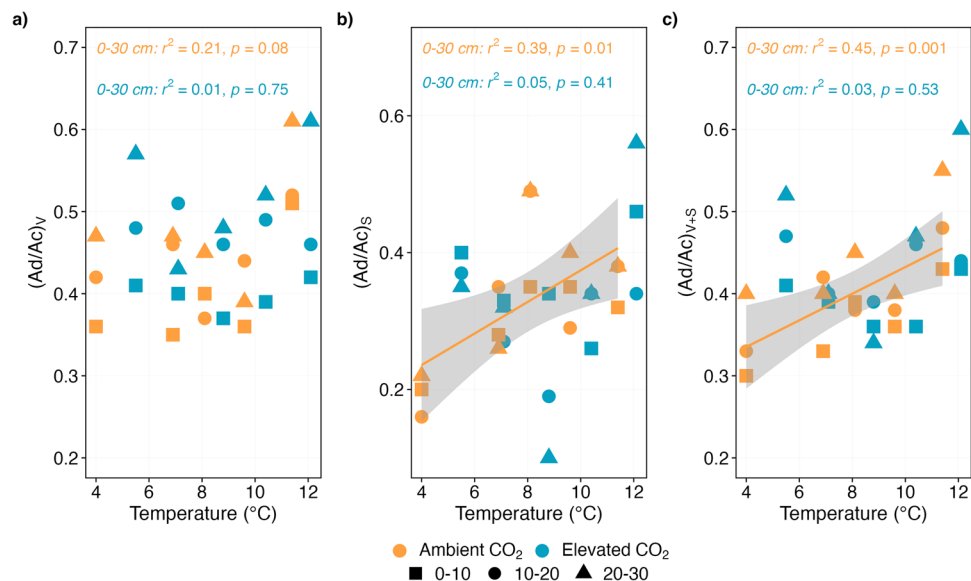 a)
0-30 cm: r² = 0.21, p = 0.08
0-30 cm: r² = 0.01, p = 0.75
0.7
0.6
0.5
0.4
0.3
0.2
(Ad/Ac)V
4 6 8 10 12
Temperature (°C)
b)
0-30 cm: r² = 0.39, p = 0.01
0-30 cm: r² = 0.05, p = 0.41
0.6
0.4
0.2
(Ad/Ac)S
4 6 8 10 12
Temperature (°C)
c)
0-30 cm: r² = 0.45, p = 0.001
0-30 cm: r² = 0.03, p = 0.53
0.7
0.6
0.5
0.4
0.3
0.2
(Ad/Ac)V+S
4 6 8 10 12
Temperature (°C)
Ambient CO₂ Elevated CO₂
0-10 10-20 20-30